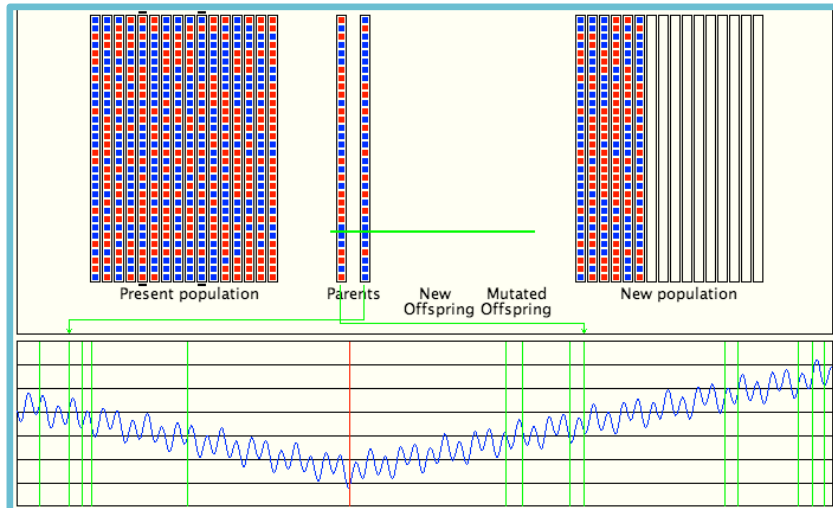 Present population
Parents
New
Offspring
Mutated
Offspring
New population